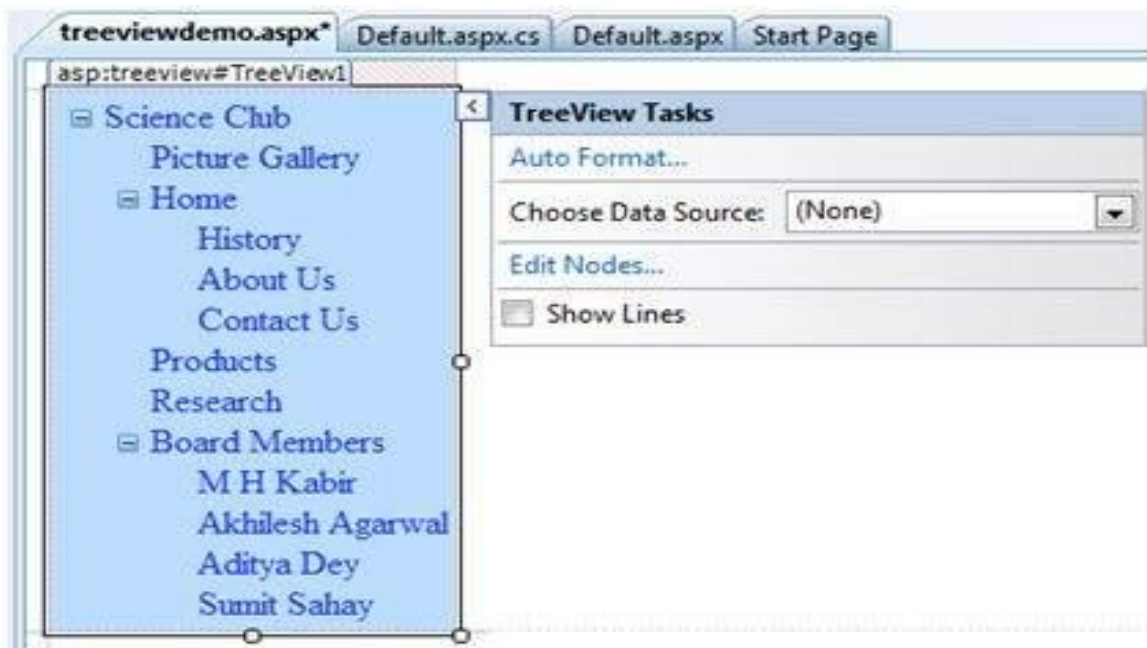 treeviewdemo.aspx* Default.aspx.cs Default.aspx Start Page
asp:treeview#TreeView1
Science Club
Picture Gallery
Home
History
About Us
Contact Us
Products
Research
Board Members
M H Kabir
Akhilesh Agarwal
Aditya Dey
Sumit Sahay
TreeView Tasks
Auto Format...
Choose Data Source: (None)
Edit Nodes...
Show Lines